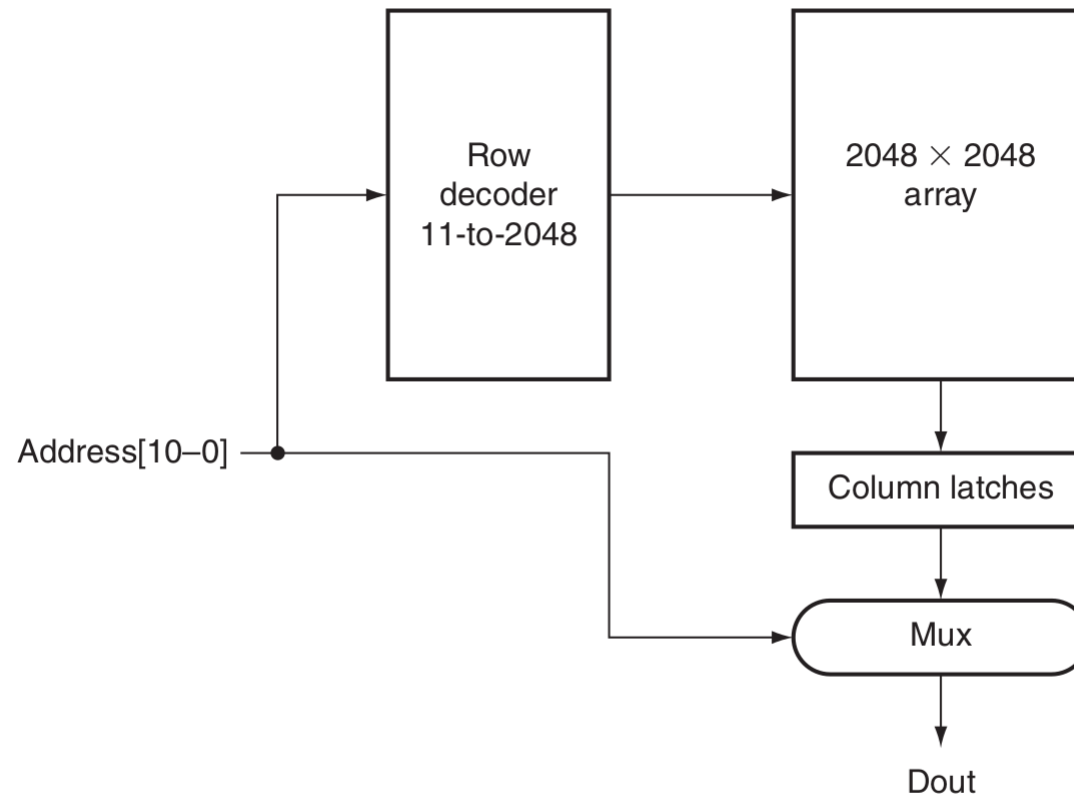 Row
decoder
11-to-2048
2048 × 2048
array
Address[10–0]
Column latches
Mux
Dout